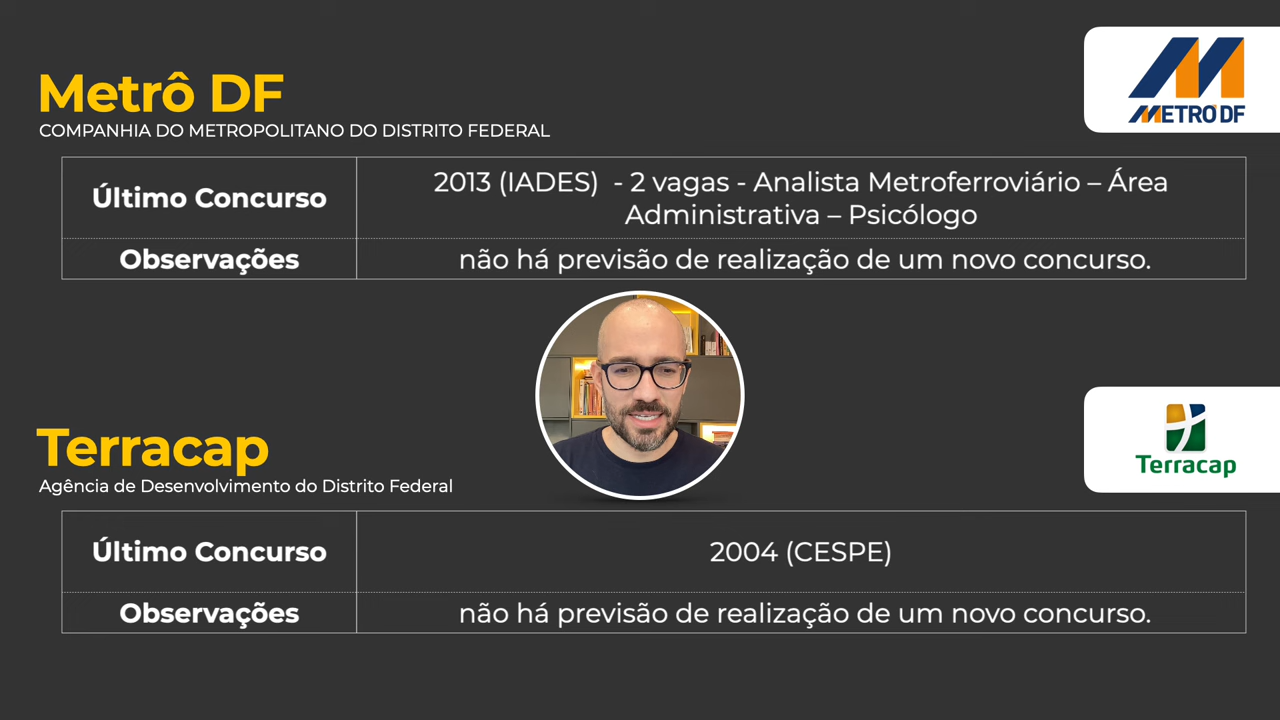 Metrô DF
COMPANHIA DO METROPOLITANO DO DISTRITO FEDERAL
METRÔ DF
Último Concurso
2013 (IADES)  - 2 vagas - Analista Metroferroviário – Área
Administrativa – Psicólogo
Observações
não há previsão de realização de um novo concurso.
Terracap
Agência de Desenvolvimento do Distrito Federal
Terracap
Último Concurso
2004 (CESPE)
Observações
não há previsão de realização de um novo concurso.